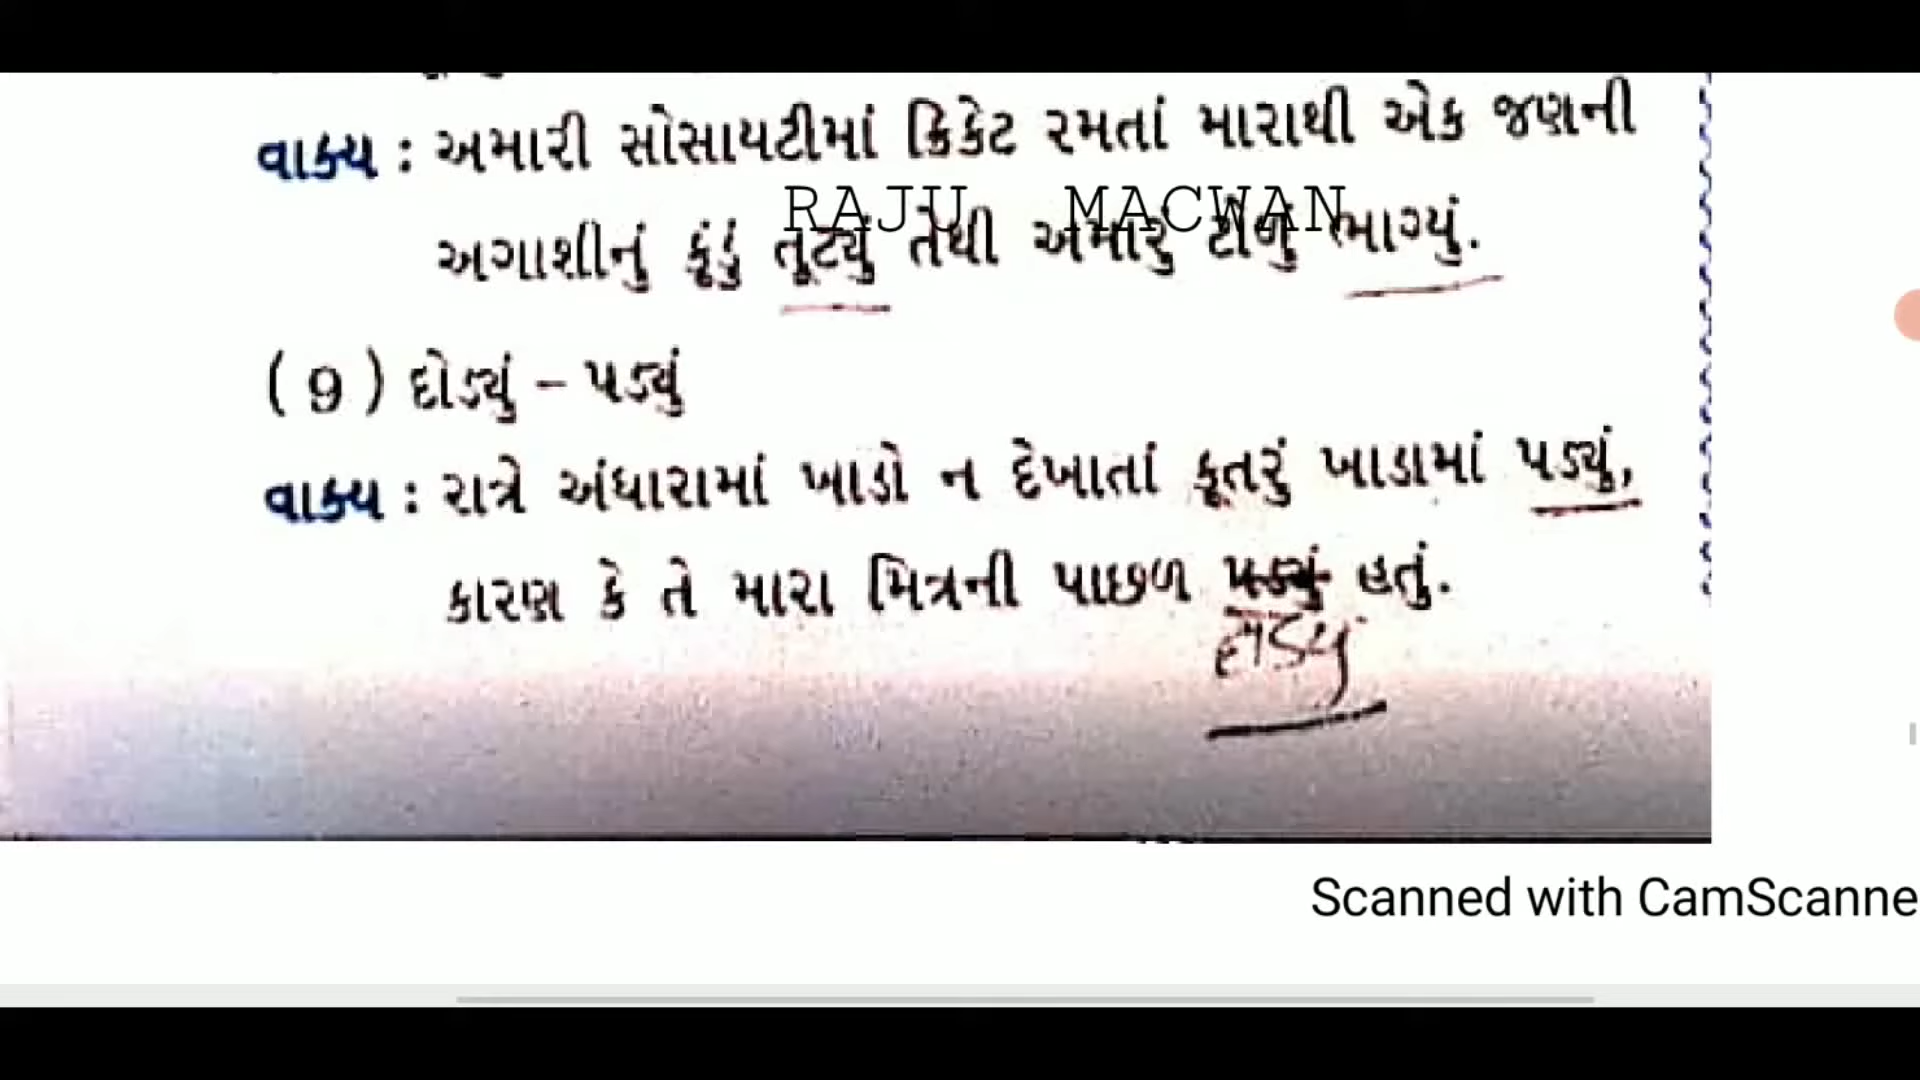 વાક્ય : અમારી સોસાયટીમાં ક્રિકેટ રમતાં મારાથી એક જણની
RAJU MACWAN
અગાશીનું કૂંડું તૂટ્યું તેથી અમારું ટોળું ભાગ્યું.
( 9 ) દોડ્યું – પડ્યું
વાક્ય : રાત્રે અંધારામાં ખાડો ન દેખાતાં કૂતરું ખાડામાં પડ્યું,
કારણ કે તે મારા મિત્રની પાછળ પડ્યું હતું.
દોડ્યું
Scanned with CamScanne